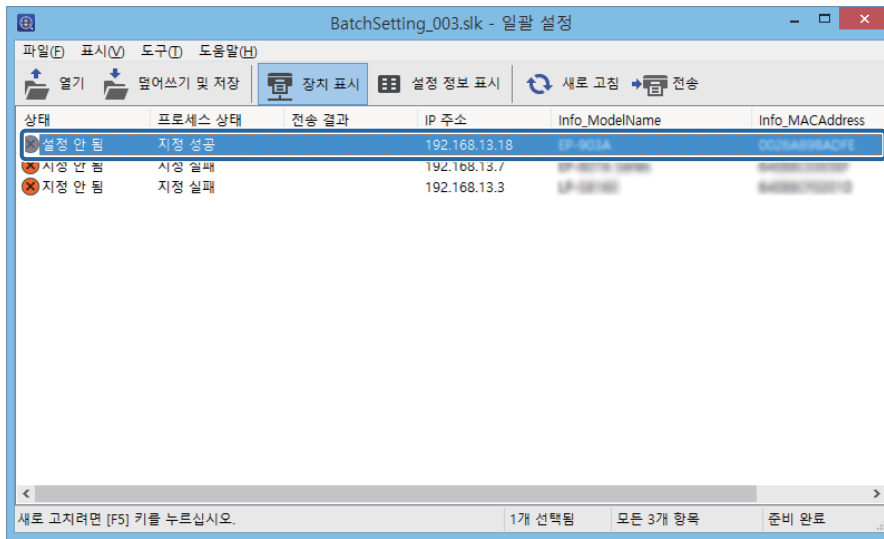 BatchSetting_003.slk - 일괄 설정
파일(F) 표시(V) 도구(T) 도움말(H)
열기 덮어쓰기 및 저장 장치 표시 설정 정보 표시 새로 고침 전송
상태 프로세스 상태 전송 결과 IP 주소 Info_ModelName Info_MACAddress
설정 안 됨 지정 성공 192.168.13.18 EP-903A
지정 안 됨 지정 실패 192.168.13.7
지정 안 됨 지정 실패 192.168.13.3
새로 고치려면 [F5] 키를 누르십시오. 1개 선택됨 모든 3개 항목 준비 완료